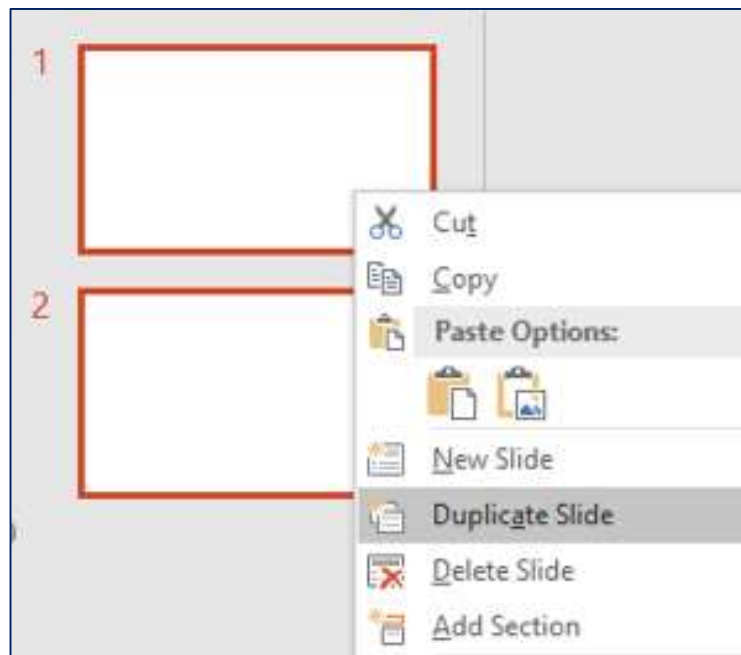 1
2
Cut
Copy
Paste Options:
New Slide
Duplicate Slide
Delete Slide
Add Section